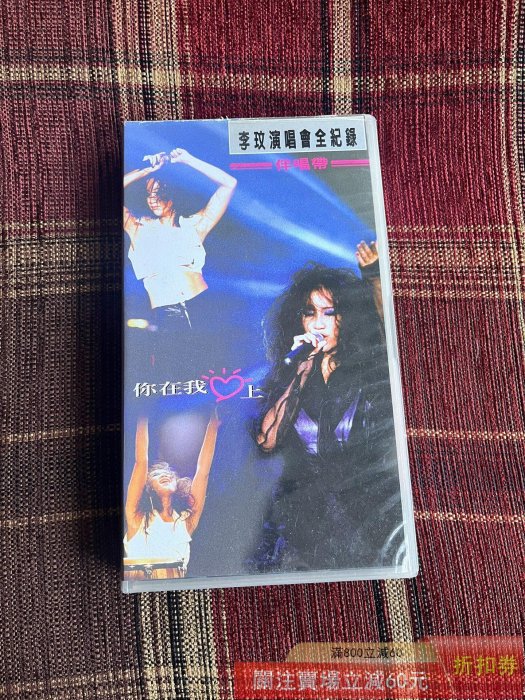 李玟演唱會全紀錄
伴唱帶
你在我
上
滿800立減60
折扣券
關注賣場立減60元